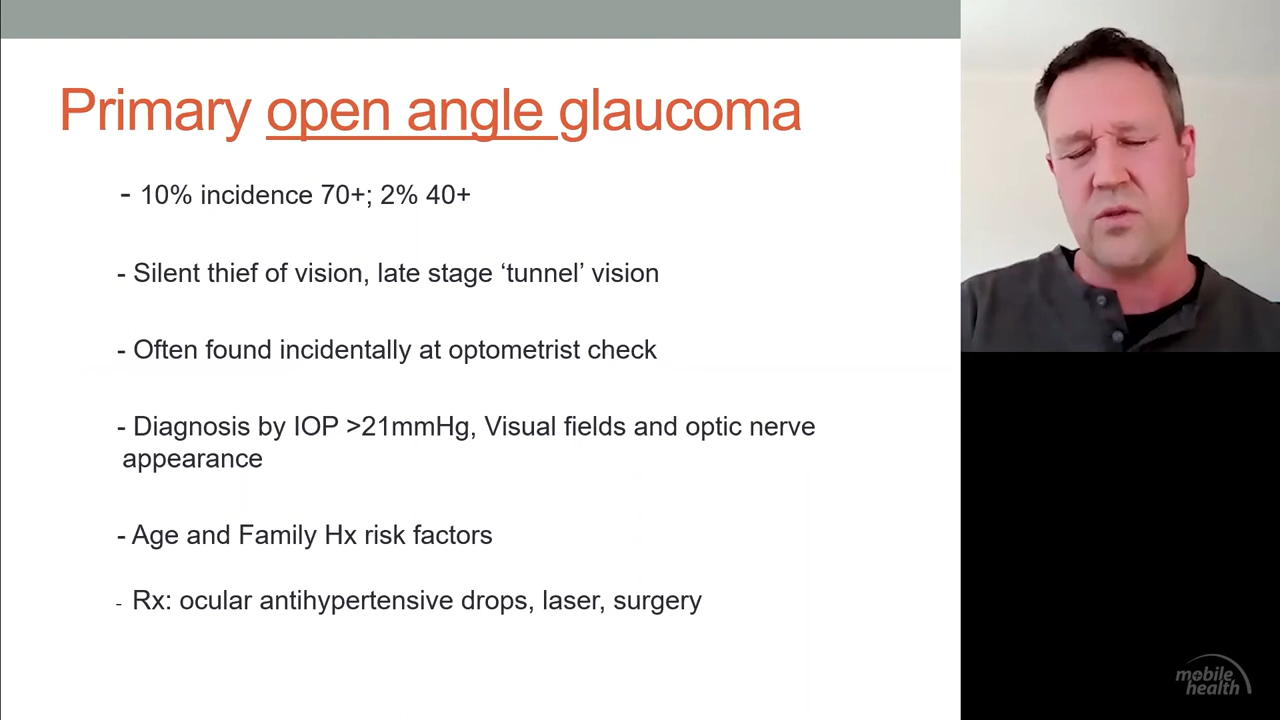 Primary open angle glaucoma
- 10% incidence 70+; 2% 40+
- Silent thief of vision, late stage ‘tunnel’ vision
- Often found incidentally at optometrist check
- Diagnosis by IOP >21mmHg, Visual fields and optic nerve
appearance
- Age and Family Hx risk factors
- Rx: ocular antihypertensive drops, laser, surgery
mobile
health